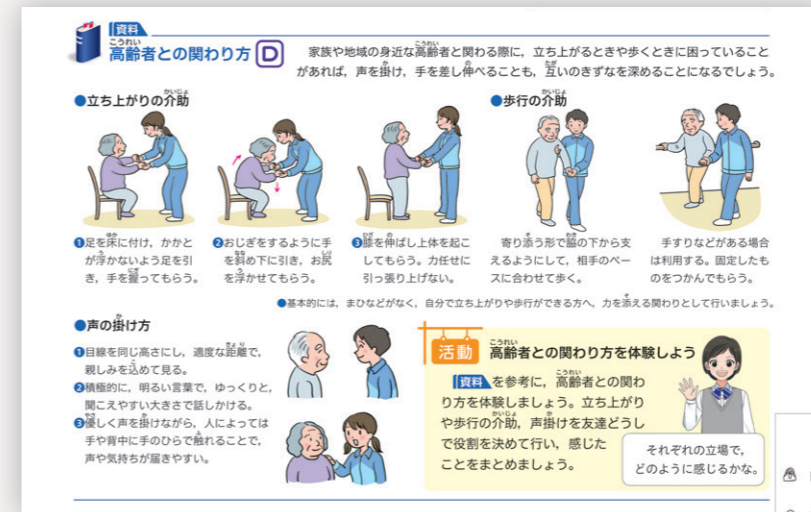 資料
高齢者との関わり方 D
家族や地域の身近な高齢者と関わる際に，立ち上がるときや歩くときに困っていること
があれば，声を掛け，手を差し伸べることも，互いのきずなを深めることになるでしょう。
●立ち上がりの介助
❶足を床に付け，かかと
が浮かないよう足を引
き，手を握ってもらう。
❷おじぎをするように手
を斜め下に引き，お尻
を浮かせてもらう。
❸膝を伸ばし上体を起こ
してもらう。力任せに
引っ張り上げない。
●歩行の介助
寄り添う形で脇の下から支
えるようにして，相手のペー
スに合わせて歩く。
手すりなどがある場合
は利用する。固定したも
のをつかんでもらう。
●基本的には，まひなどがなく，自分で立ち上がりや歩行ができる方へ，力を添える関わりとして行いましょう。
●声の掛け方
❶目線を同じ高さにし，適度な距離で，
親しみを込めて見る。
❷積極的に，明るい言葉で，ゆっくりと，
聞こえやすい大きさで話しかける。
❸優しく声を掛けながら，人によっては
手や背中に手のひらで触れることで，
声や気持ちが届きやすい。
活動 高齢者との関わり方を体験しよう
資料 を参考に，高齢者との関わ
り方を体験しましょう。立ち上がり
や歩行の介助，声掛けを友達どうし
で役割を決めて行い，感じた
ことをまとめましょう。
それぞれの立場で，
どのように感じるかな。